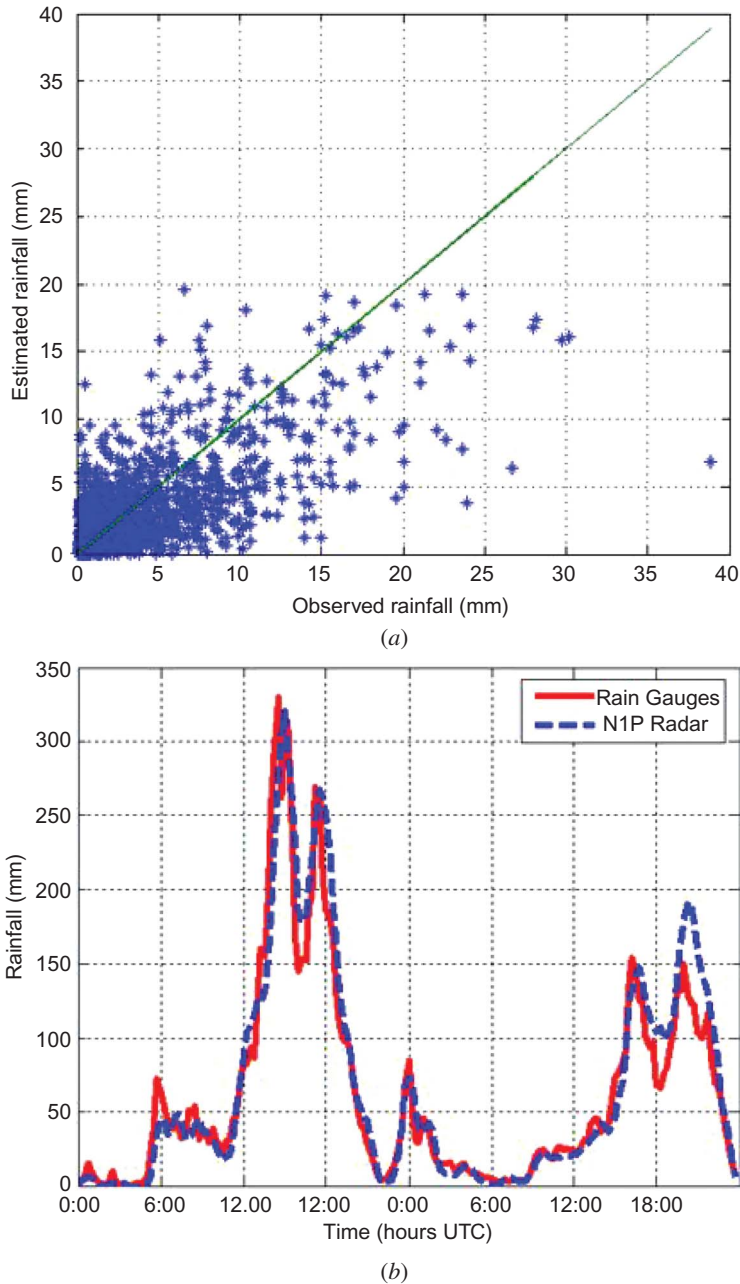 40
35
30
25
20
15
10
5
0
Estimated rainfall (mm)
0 5 10 15 20 25 30 35 40
Observed rainfall (mm)
(a)
350
300
250
200
150
100
50
0
Rainfall (mm)
Rain Gauges
N1P Radar
0:00 6:00 12:00 12:00 0:00 6:00 12:00 18:00
Time (hours UTC)
(b)